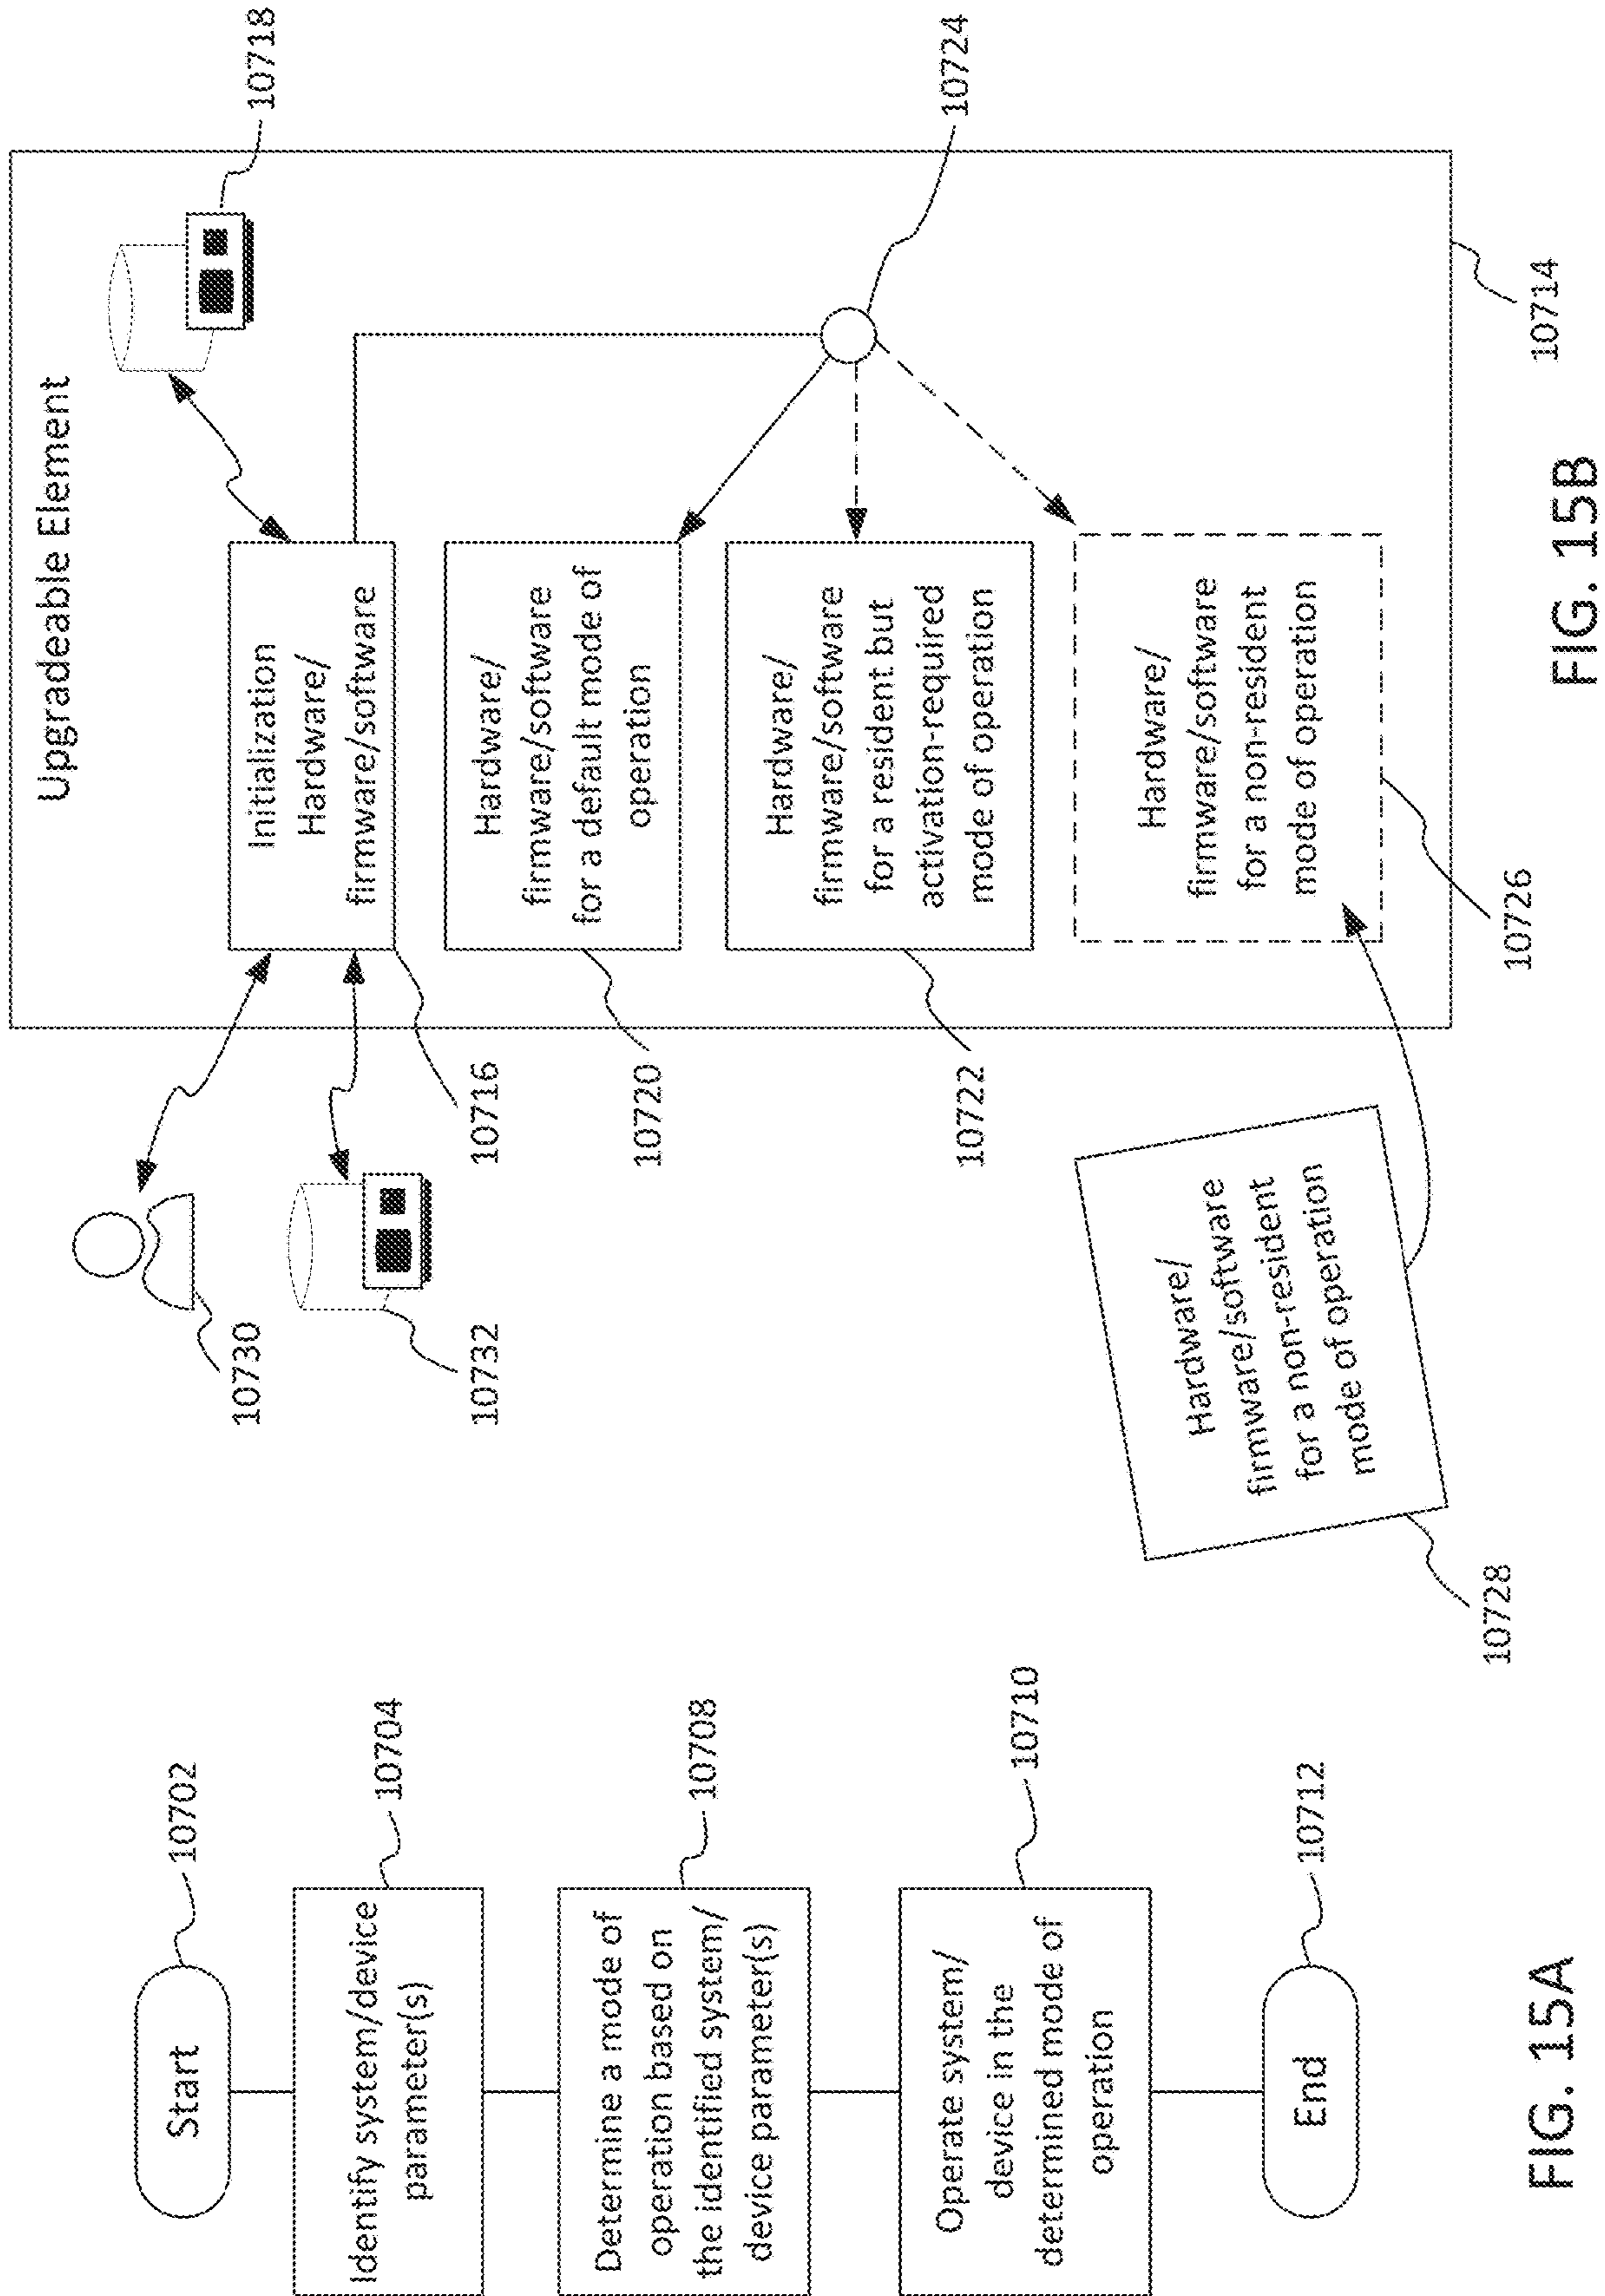 Start
10702
Identify system/device
parameter(s)
10704
Determine a mode of
operation based on
the identified system/
device parameter(s)
10708
Operate system/
device in the
determined mode of
operation
10710
End
10712
FIG. 15A
Upgradeable Element
10718
10730
Initialization
Hardware/
firmware/software
10732
10716
Hardware/
firmware/software
for a default mode of
operation
10720
Hardware/
firmware/software
for a resident but
activation-required
mode of operation
10722
10724
Hardware/
firmware/software
for a non-resident
mode of operation
Hardware/
firmware/software
for a non-resident
mode of operation
10728
10726
10714
FIG. 15B